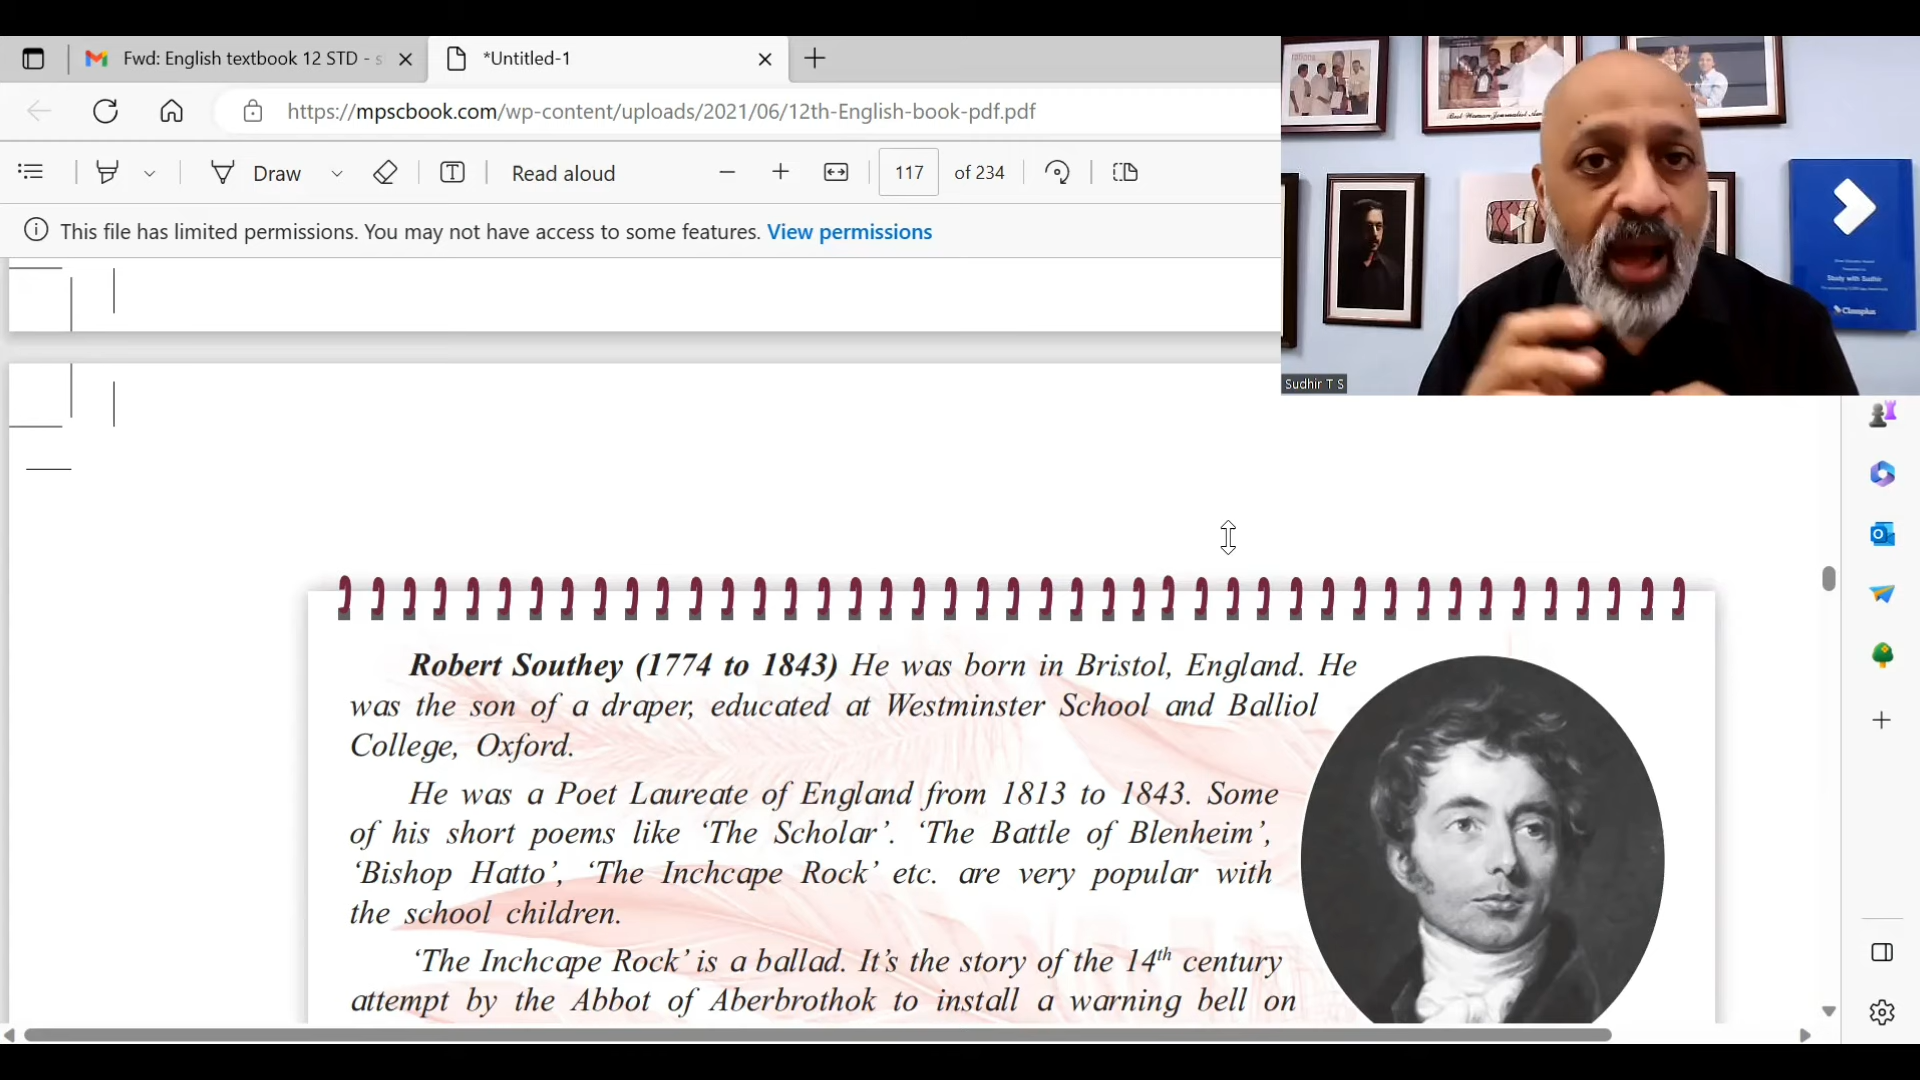 Fwd: English textbook 12 STD - s
*Untitled-1
https://mpscbook.com/wp-content/uploads/2021/06/12th-English-book-pdf.pdf
Draw
Read aloud
117 of 234
This file has limited permissions. You may not have access to some features. View permissions
Study with Sudhir
Classplus
Sudhir T S
Robert Southey (1774 to 1843) He was born in Bristol, England. He
was the son of a draper, educated at Westminster School and Balliol
College, Oxford.
He was a Poet Laureate of England from 1813 to 1843. Some
of his short poems like ‘The Scholar’. ‘The Battle of Blenheim’,
‘Bishop Hatto’, ‘The Inchcape Rock’ etc. are very popular with
the school children.
‘The Inchcape Rock’ is a ballad. It’s the story of the 14th century
attempt by the Abbot of Aberbrothok to install a warning bell on